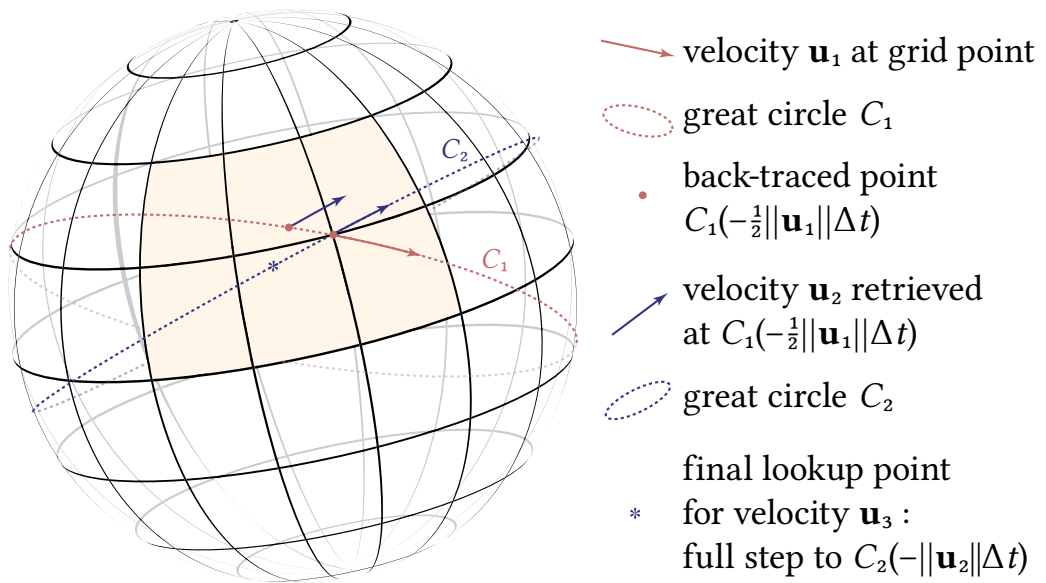 C₂
C₁
velocity 𝐮₁ at grid point
great circle C₁
back-traced point
C₁(−½||𝐮₁||Δt)
velocity 𝐮₂ retrieved
at C₁(−½||𝐮₁||Δt)
great circle C₂
final lookup point
for velocity 𝐮₃ :
full step to C₂(−||𝐮₂||Δt)